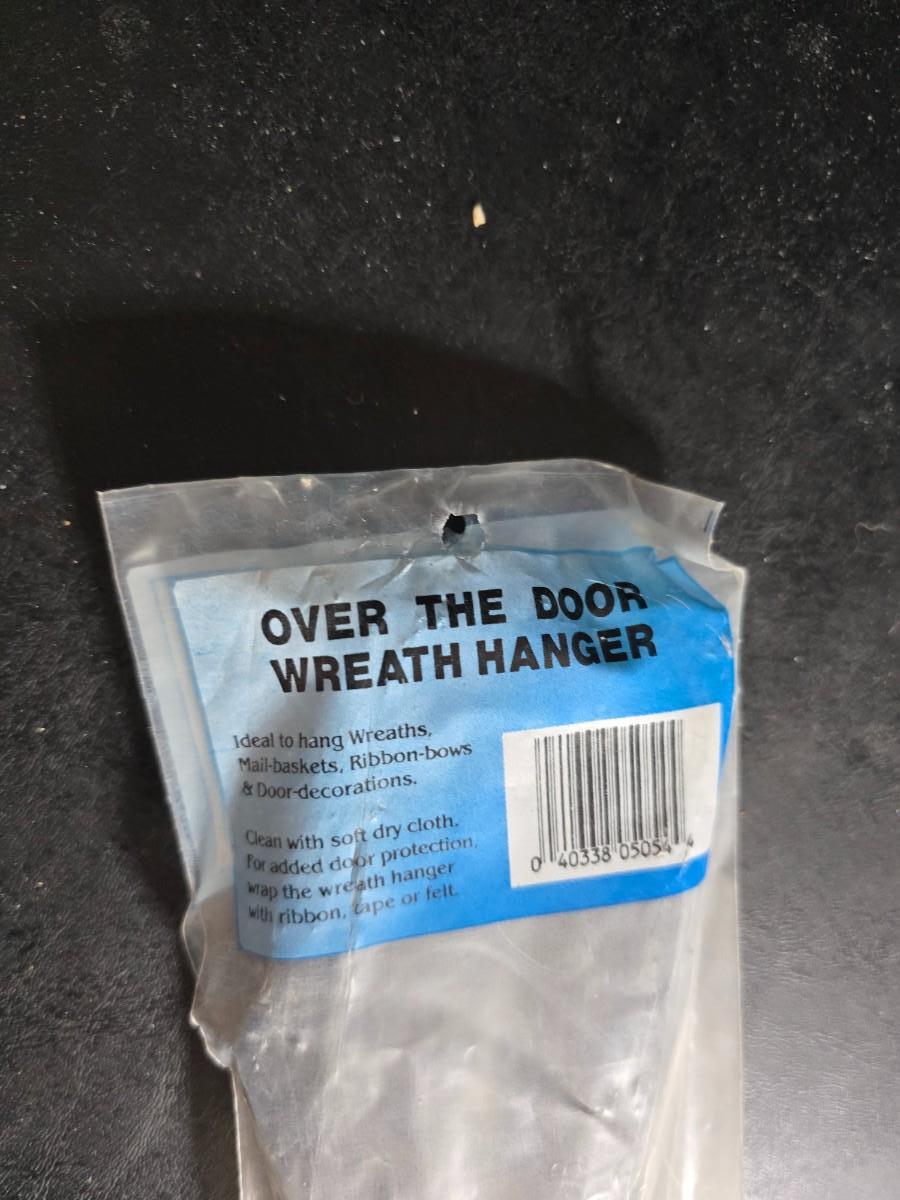 OVER THE DOOR
WREATH HANGER
Ideal to hang Wreaths,
Mail-baskets, Ribbon-bows
& Door-decorations.
Clean with soft dry cloth.
For added door protection,
wrap the wreath hanger
with ribbon, tape or felt.
0 40338 05054 4